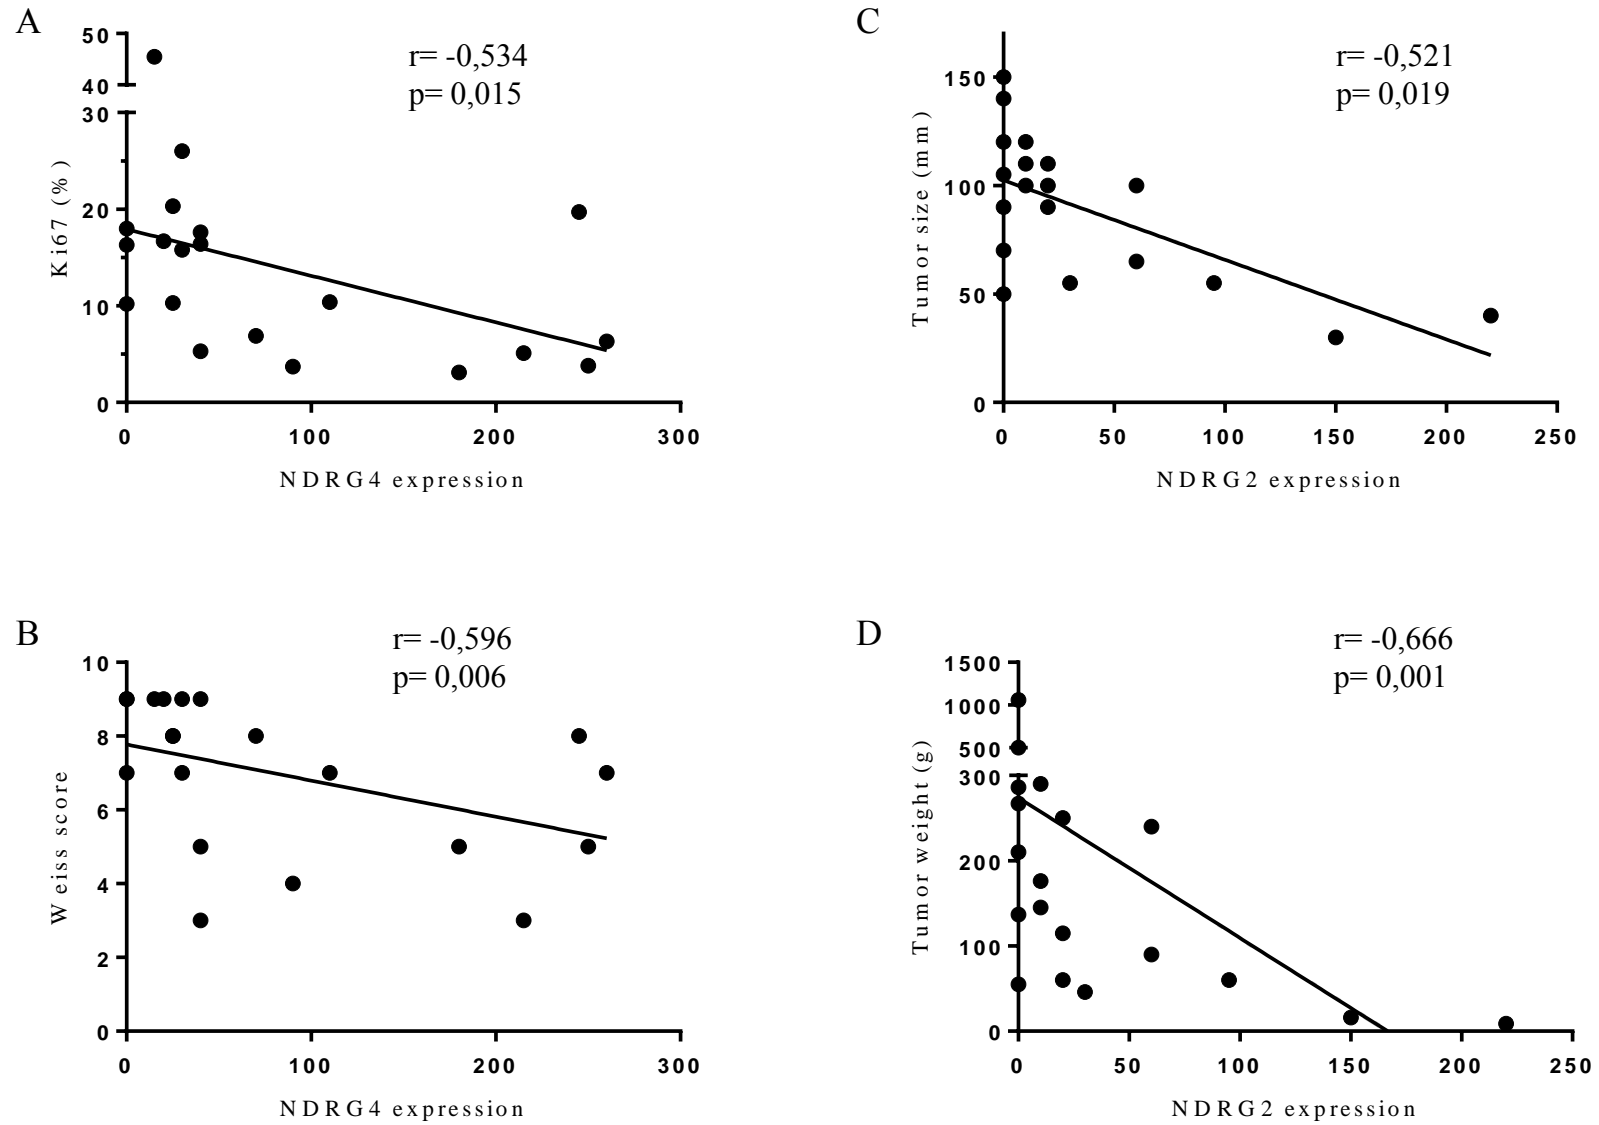 A
r= -0,534
p= 0,015
50
40
30
20
10
0
Ki67 (%)
0 100 200 300
NDRG4 expression
C
r= -0,521
p= 0,019
150
100
50
0
Tumor size (mm)
0 50 100 150 200 250
NDRG2 expression
B
r= -0,596
p= 0,006
10
8
6
4
2
0
Weiss score
0 100 200 300
NDRG4 expression
D
r= -0,666
p= 0,001
1500
1000
500
300
200
100
0
Tumor weight (g)
0 50 100 150 200 250
NDRG2 expression